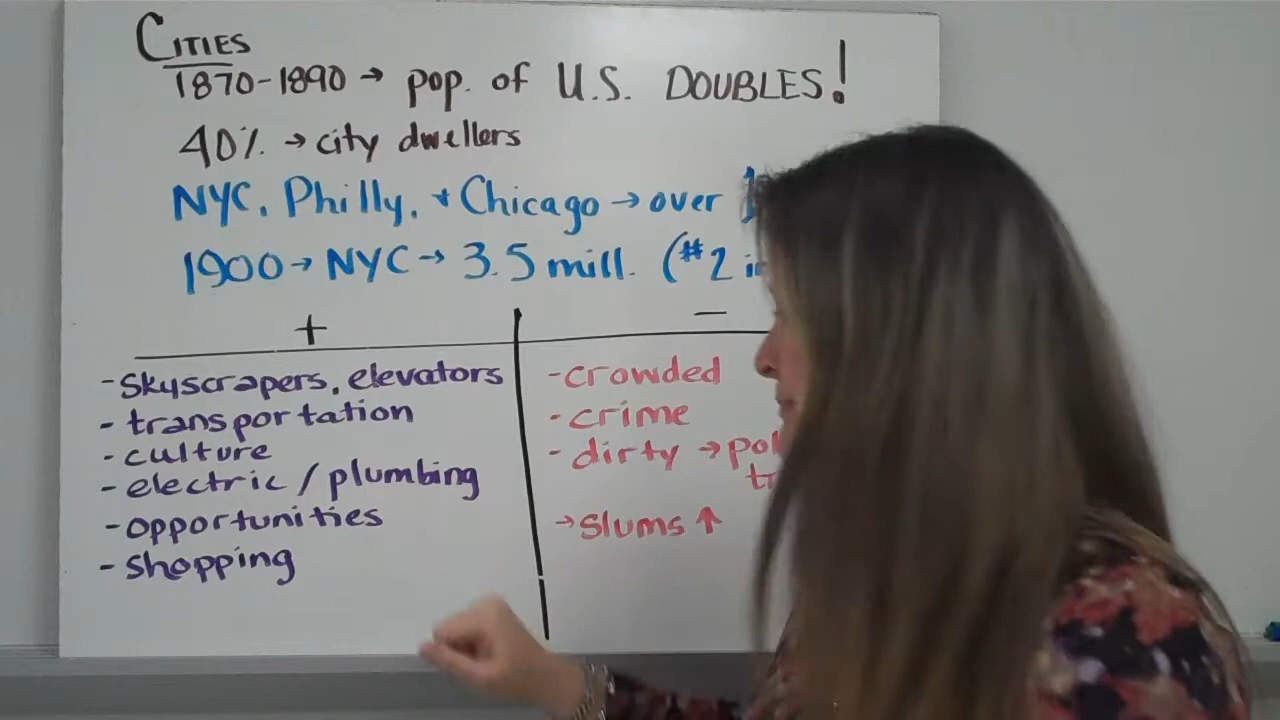 CITIES
1870-1890 → pop. of U.S. DOUBLES!
40% → city dwellers
NYC, Philly, + Chicago → over
1900 → NYC → 3.5 mill. (#2
+
-
- skyscrapers, elevators
- transportation
- culture
- electric / plumbing
- opportunities
- shopping
- crowded
- crime
- dirty →
→ slums ↑